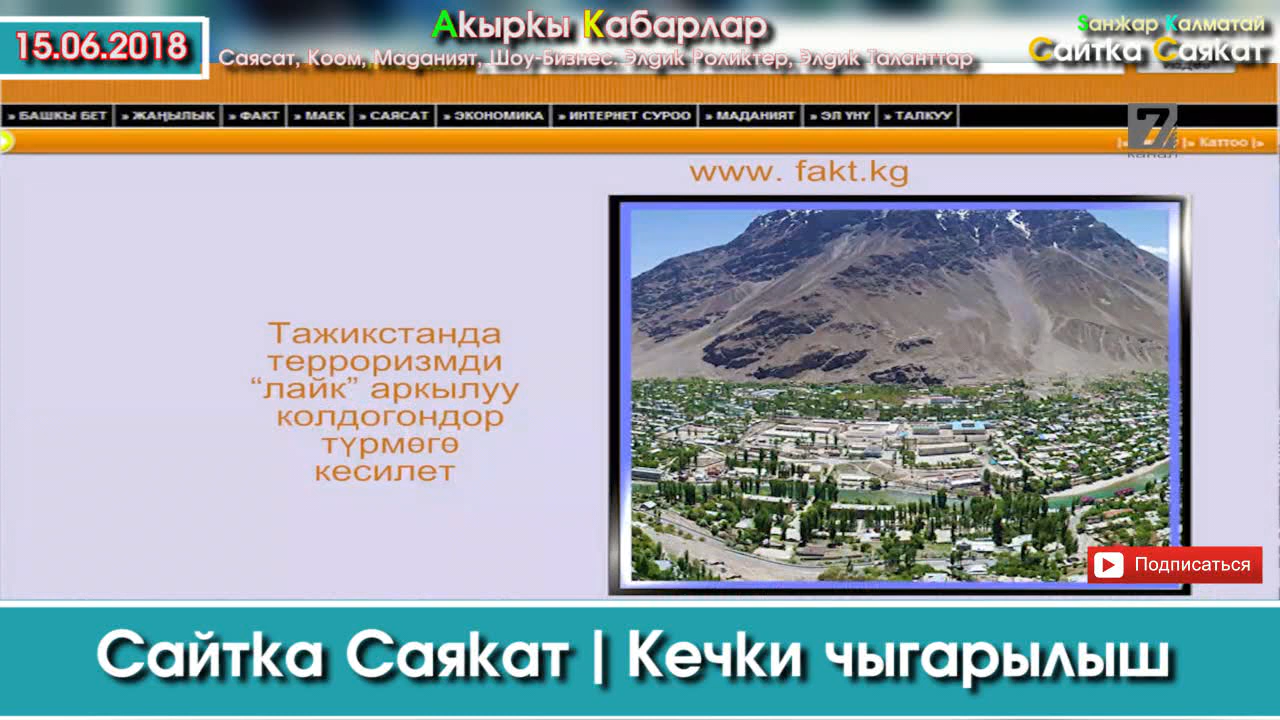 15.06.2018
Акыркы Кабарлар
Саясат, Коом, Маданият, Шоу-Бизнес. Элдик Роликтер, Элдик Таланттар
Sанжар Калматай
Сайтка Саякат
» БАШКЫ БЕТ » ЖАҢЫЛЫК » ФАКТ » МАЕК » САЯСАТ » ЭКОНОМИКА » ИНТЕРНЕТ СУРОО » МАДАНИЯТ » ЭЛ ҮНҮ » ТАЛКУУ
7
канал
|» Каттоо |»
www. fakt.kg
Тажикстанда
терроризмди
“лайк” аркылуу
колдогондор
түрмөгө
кесилет
Подписаться
Сайтка Саякат | Кечки чыгарылыш